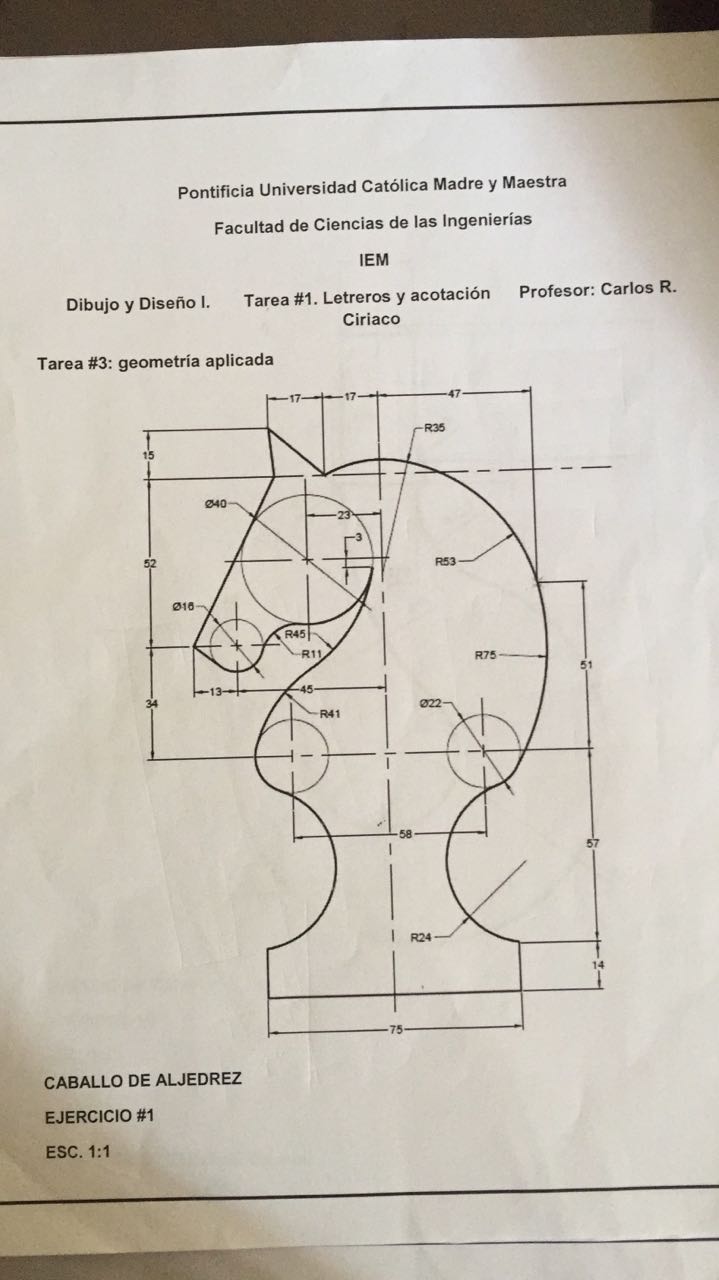 Pontificia Universidad Católica Madre y Maestra
Facultad de Ciencias de las Ingenierías
IEM
Dibujo y Diseño I. Tarea #1. Letreros y acotación Profesor: Carlos R.
Ciriaco
Tarea #3: geometría aplicada
17 17 47
R35
15
Ø40
23
3
R53
52
Ø16
R45
R11
R75
51
13
45
34
R41
Ø22
58
57
R24
14
75
CABALLO DE ALJEDREZ
EJERCICIO #1
ESC. 1:1